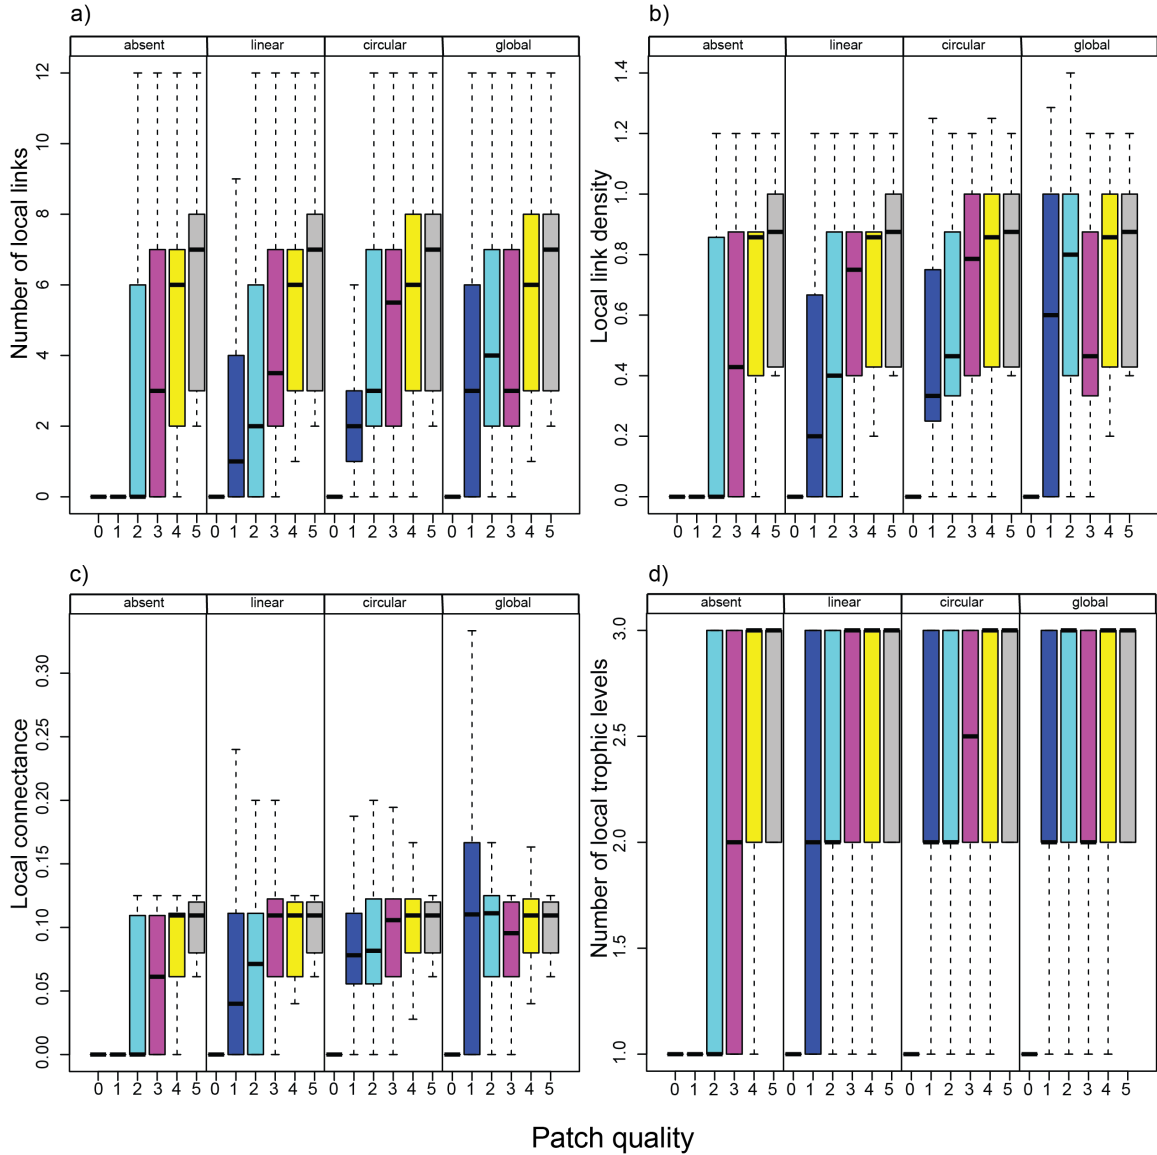 a)
absent linear circular global
Number of local links
12
10
8
6
4
2
0
0 1 2 3 4 5 0 1 2 3 4 5 0 1 2 3 4 5 0 1 2 3 4 5
b)
absent linear circular global
Local link density
1.4
1.2
1.0
0.8
0.6
0.4
0.2
0.0
0 1 2 3 4 5 0 1 2 3 4 5 0 1 2 3 4 5 0 1 2 3 4 5
c)
absent linear circular global
Local connectance
0.30
0.25
0.20
0.15
0.10
0.05
0.00
0 1 2 3 4 5 0 1 2 3 4 5 0 1 2 3 4 5 0 1 2 3 4 5
d)
absent linear circular global
Number of local trophic levels
3.0
2.5
2.0
1.5
1.0
0 1 2 3 4 5 0 1 2 3 4 5 0 1 2 3 4 5 0 1 2 3 4 5
Patch quality